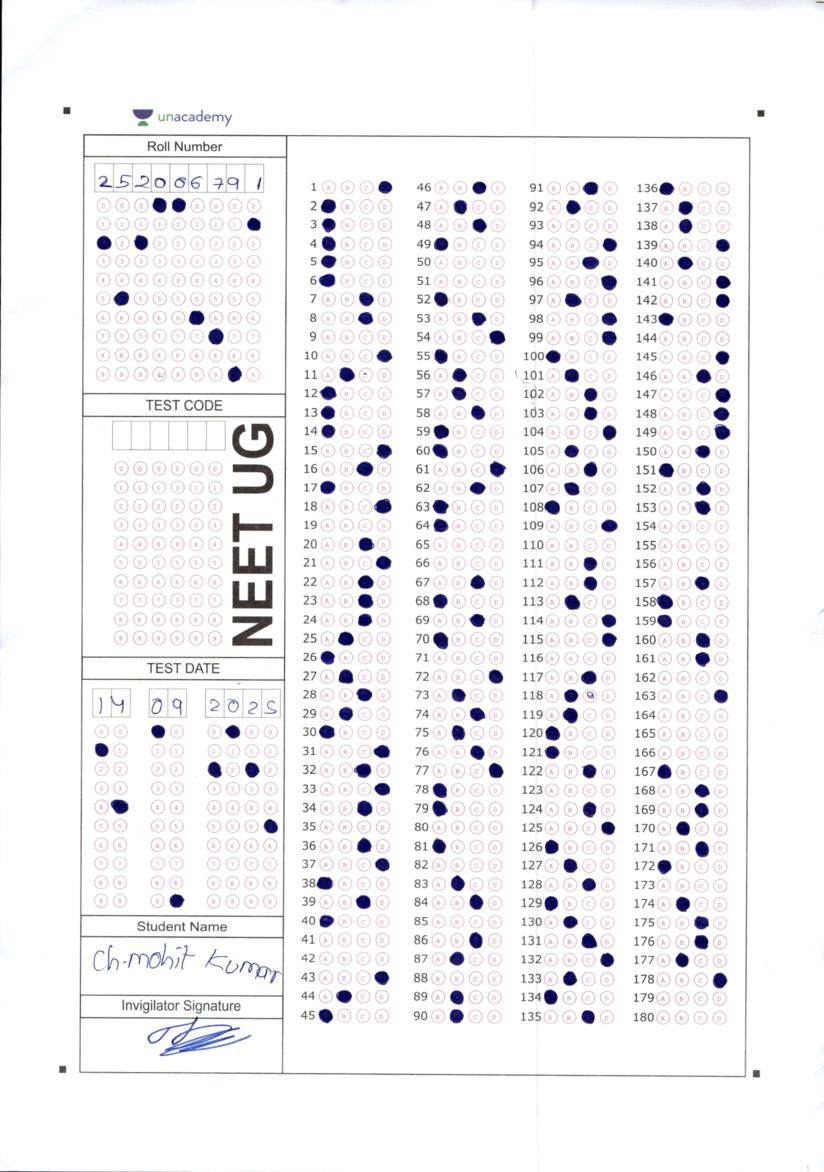 unacademy
Roll Number
2 5 2 0 0 6 7 9 1
TEST CODE
NEET UG
TEST DATE
14 09 2025
Student Name
Ch.mohit Kumar
Invigilator Signature
1 A B C
2 B C D
3 B C D
4 B C D
5 B C D
6 B C D
7 A B D
8 A B D
9 A B C D
10 A B C
11 A C D
12 B C D
13 B C D
14 B C D
15 A B C
16 A B D
17 B C D
18 A B C
19 A B C D
20 A B D
21 A B C
22 A B D
23 A B D
24 A B D
25 A C D
26 B C D
27 A C D
28 A B D
29 A C D
30 B C D
31 A B C
32 A B D
33 A B C
34 A B D
35 A B C D
36 A B D
37 A B C
38 B C D
39 A B D
40 B C D
41 A B C D
42 A B C D
43 A B C
44 A C D
45 B C D
46 A B D
47 A C D
48 A B D
49 B C D
50 A B C D
51 A B C D
52 B C D
53 A B D
54 A B C
55 B C D
56 A C D
57 A C D
58 A B D
59 B C D
60 B C D
61 A B C
62 A B D
63 B C D
64 B C D
65 A B C D
66 A B C D
67 A B D
68 B C D
69 A B D
70 B C D
71 A B C D
72 A B C
73 A C D
74 A B D
75 A C D
76 A B D
77 A B C
78 B C D
79 B C D
80 A B C D
81 B C D
82 A B C D
83 A C D
84 A B D
85 A B C D
86 A B D
87 A C D
88 A B C D
89 A C D
90 A C D
91 A B D
92 A C D
93 A B C D
94 A B C
95 A B D
96 A B C
97 A C D
98 A B C
99 A B C
100 B C D
101 A C D
102 A B D
103 A B D
104 A B C
105 A C D
106 A B D
107 A C D
108 B C D
109 A B C
110 A B C D
111 A B D
112 A B D
113 A C D
114 A B C
115 A B C
116 A B C D
117 A B D
118 A D
119 A C D
120 B C D
121 B C D
122 A B D
123 A B C D
124 A B D
125 A B C
126 B C D
127 A C D
128 A B D
129 B C D
130 A C D
131 A B D
132 A B C
133 A C D
134 B C D
135 A B D
136 B C D
137 A C D
138 A C D
139 A B C
140 A C D
141 A B C
142 A B C
143 B C D
144 A B C D
145 A B C
146 A B D
147 A B C
148 A B C
149 A B C
150 A B D
151 B C D
152 A B D
153 A B D
154 A B C D
155 A B C D
156 A B C D
157 A B D
158 B C D
159 B C D
160 A B D
161 A B D
162 A B C D
163 A B C
164 A B C D
165 A B C D
166 A B C D
167 B C D
168 A B D
169 A B D
170 A C D
171 A B D
172 B C D
173 A B C D
174 A C D
175 A B D
176 A B D
177 A C D
178 A B C
179 A B C D
180 A B C D